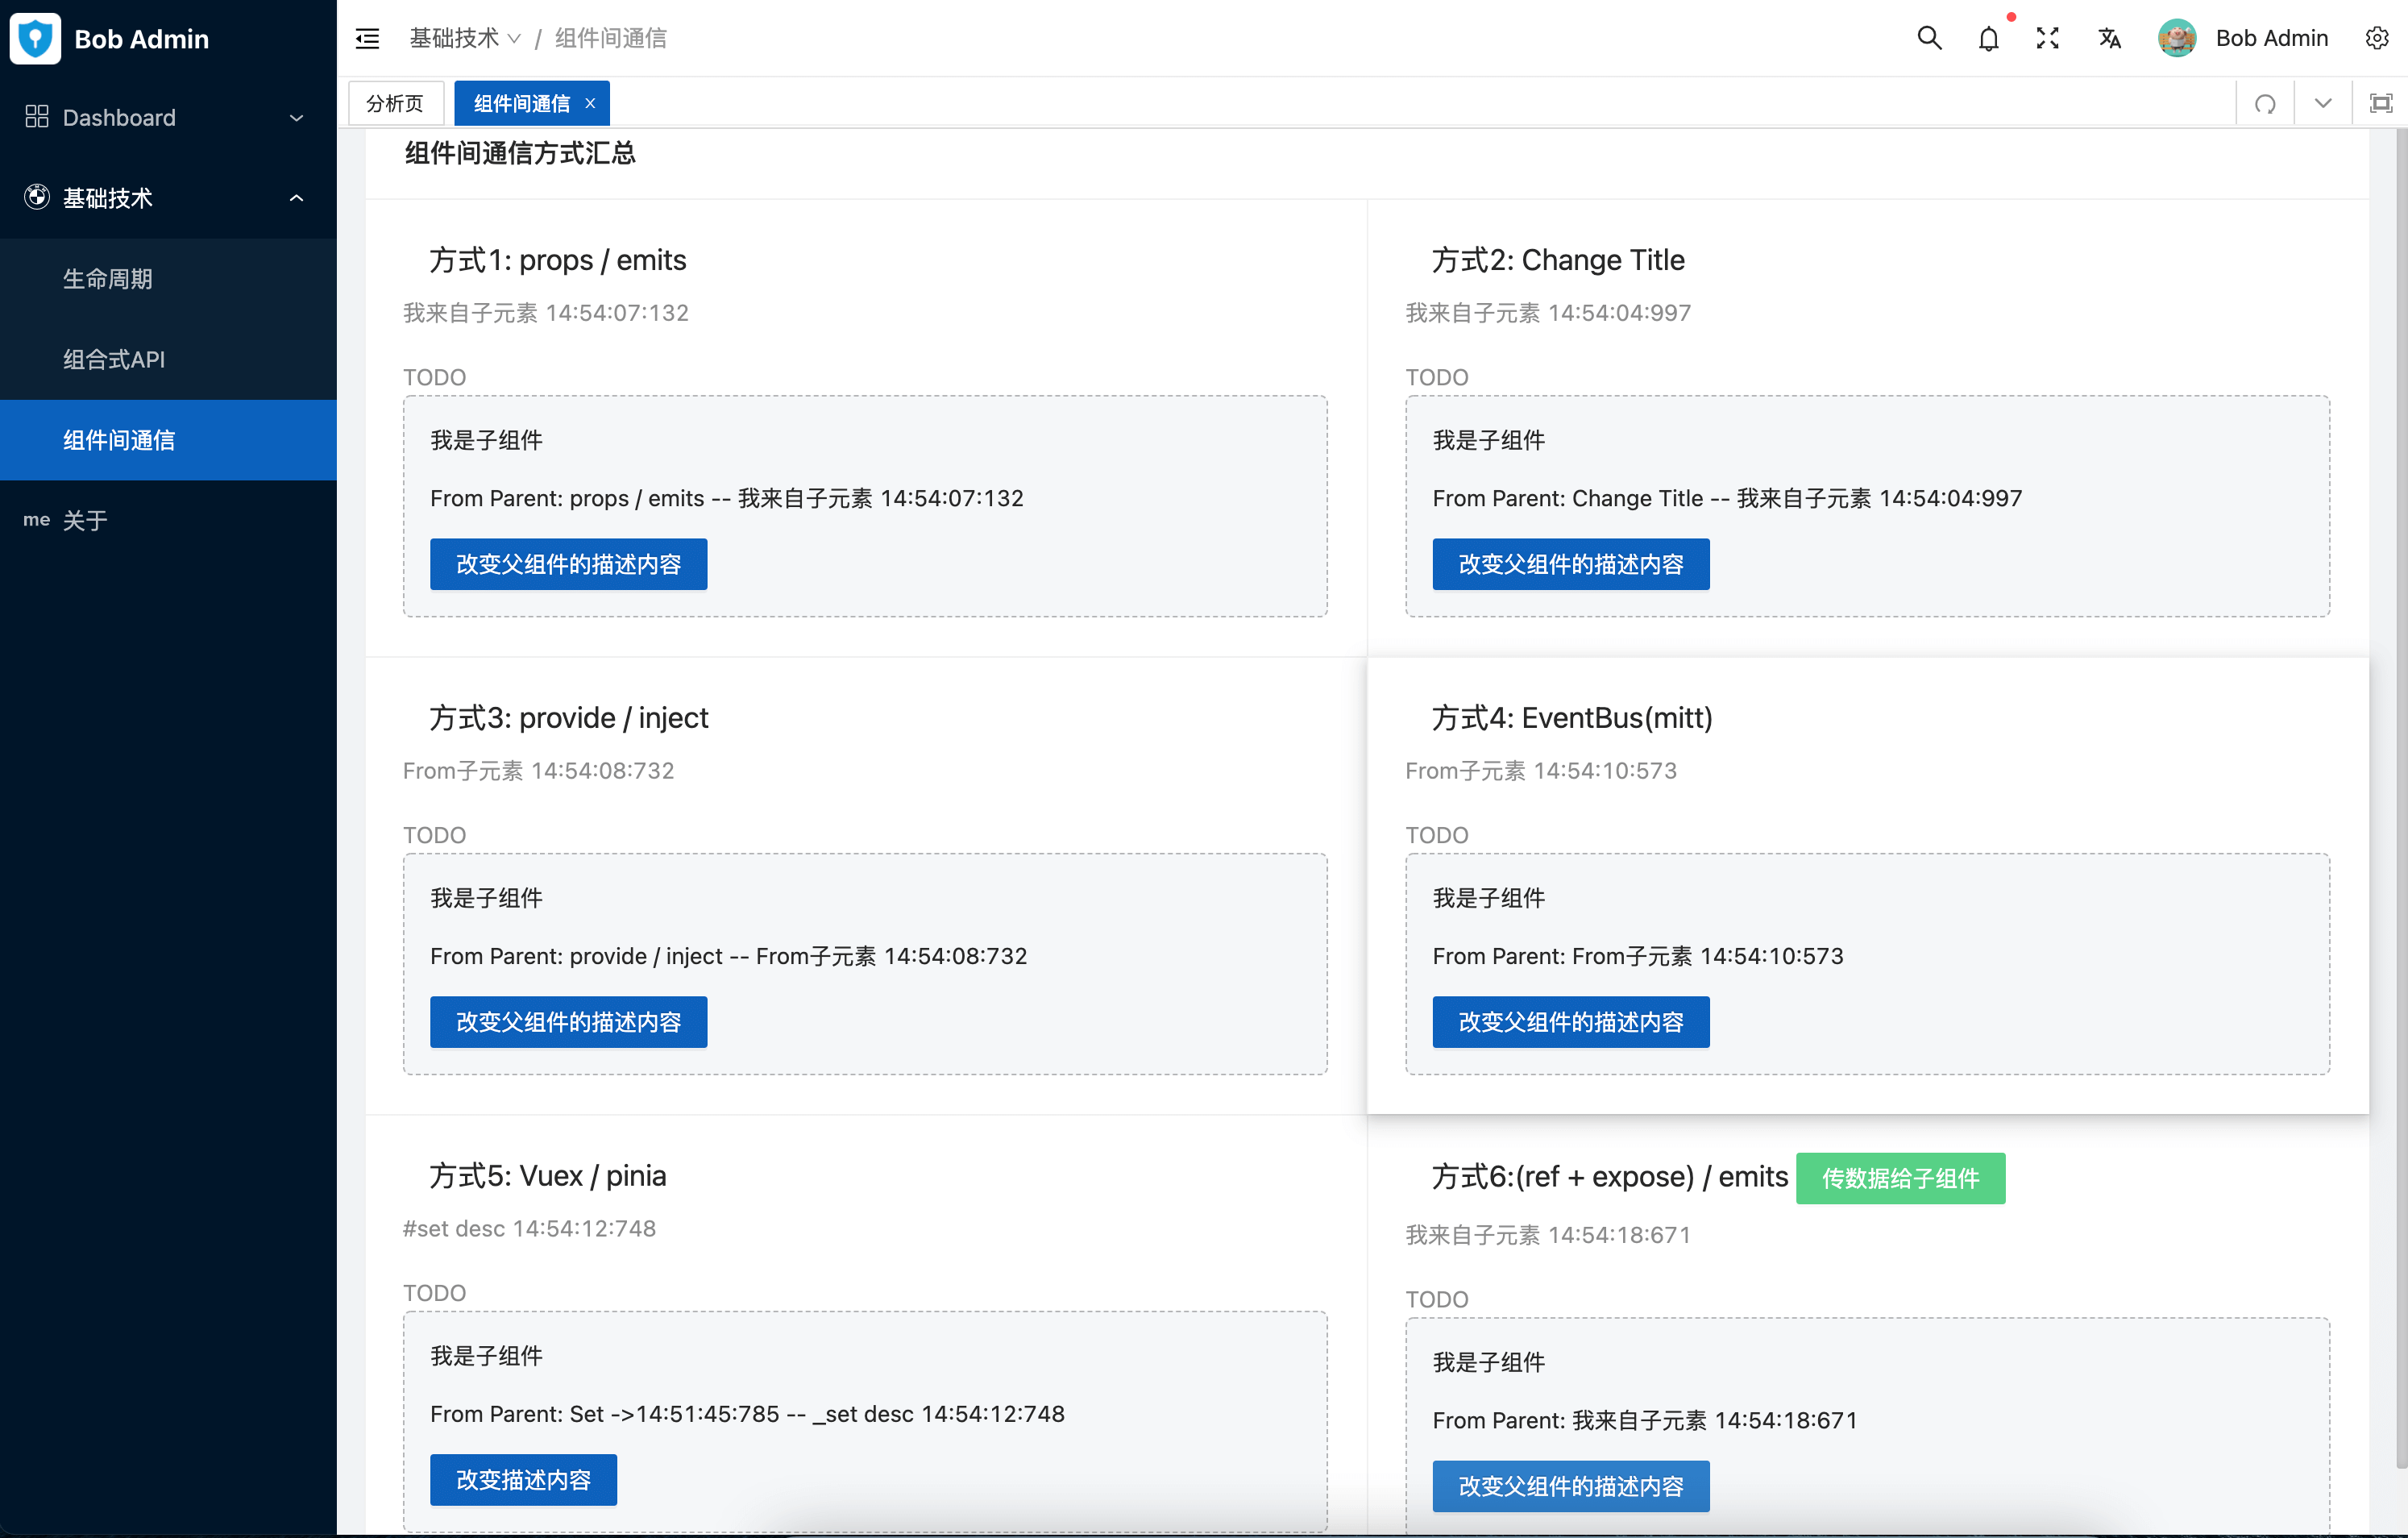 Bob Admin
Dashboard
基础技术
生命周期
组合式API
组件间通信
me 关于
基础技术 / 组件间通信
Bob Admin
分析页
组件间通信 ×
组件间通信方式汇总
方式1: props / emits
我来自子元素 14:54:07:132
TODO
我是子组件
From Parent: props / emits -- 我来自子元素 14:54:07:132
改变父组件的描述内容
方式2: Change Title
我来自子元素 14:54:04:997
TODO
我是子组件
From Parent: Change Title -- 我来自子元素 14:54:04:997
改变父组件的描述内容
方式3: provide / inject
From子元素 14:54:08:732
TODO
我是子组件
From Parent: provide / inject -- From子元素 14:54:08:732
改变父组件的描述内容
方式4: EventBus(mitt)
From子元素 14:54:10:573
TODO
我是子组件
From Parent: From子元素 14:54:10:573
改变父组件的描述内容
方式5: Vuex / pinia
#set desc 14:54:12:748
TODO
我是子组件
From Parent: Set ->14:51:45:785 -- _set desc 14:54:12:748
改变描述内容
方式6:(ref + expose) / emits 传数据给子组件
我来自子元素 14:54:18:671
TODO
我是子组件
From Parent: 我来自子元素 14:54:18:671
改变父组件的描述内容